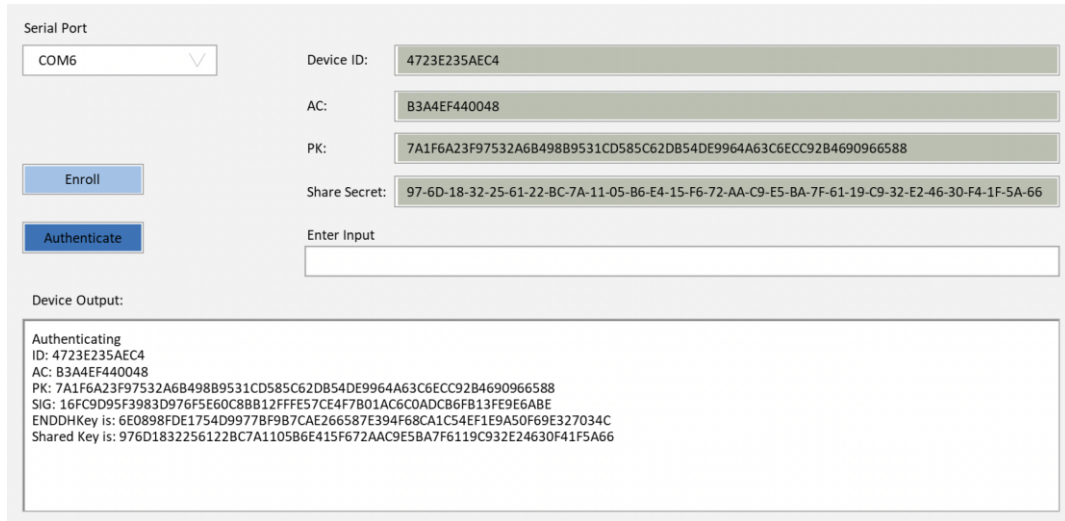 Serial Port
COM6
Device ID: 4723E235AEC4
AC: B3A4EF440048
PK: 7A1F6A23F97532A6B498B9531CD585C62DB54DE9964A63C6ECC92B4690966588
Enroll
Share Secret: 97-6D-18-32-25-61-22-BC-7A-11-05-B6-E4-15-F6-72-AA-C9-E5-BA-7F-61-19-C9-32-E2-46-30-F4-1F-5A-66
Authenticate
Enter Input
Device Output:
Authenticating
ID: 4723E235AEC4
AC: B3A4EF440048
PK: 7A1F6A23F97532A6B498B9531CD585C62DB54DE9964A63C6ECC92B4690966588
SIG: 16FC9D95F3983D976F5E60C8BB12FFFE57CE4F7B01AC6C0ADCB6FB13FE9E6ABE
ENDDHKey is: 6E0898FDE1754D9977BF9B7CAE266587E394F68CA1C54EF1E9A50F69E327034C
Shared Key is: 976D1832256122BC7A1105B6E415F672AAC9E5BA7F6119C932E24630F41F5A66